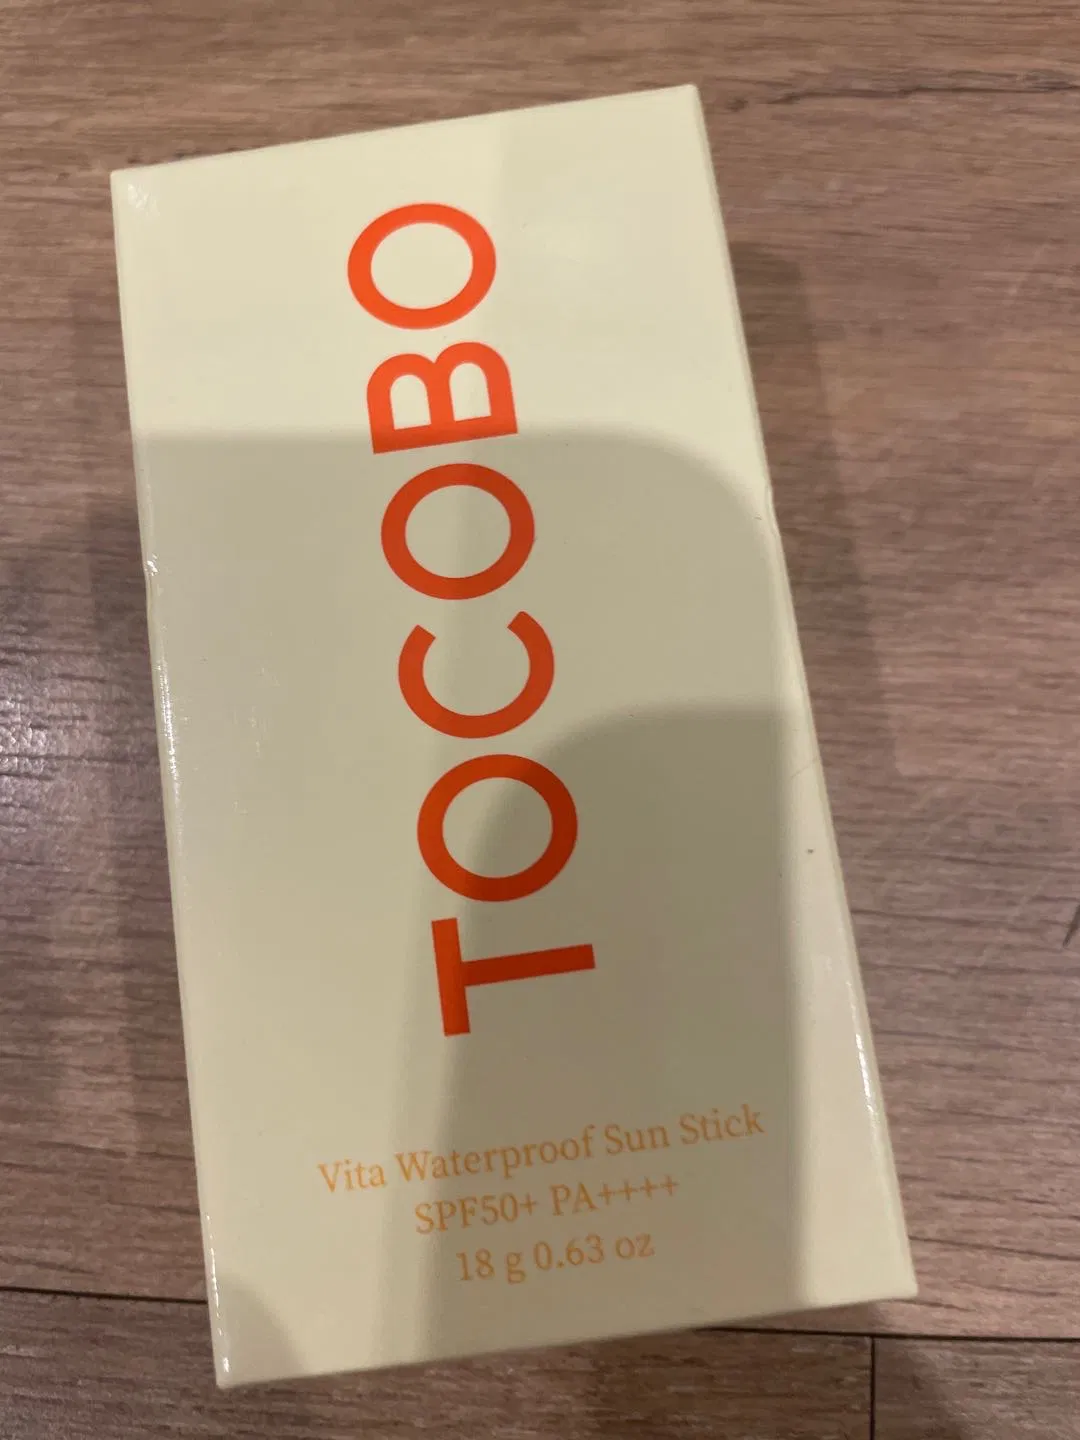 TOCOBO
Vita Waterproof Sun Stick
SPF50+ PA++++
18 g 0.63 oz